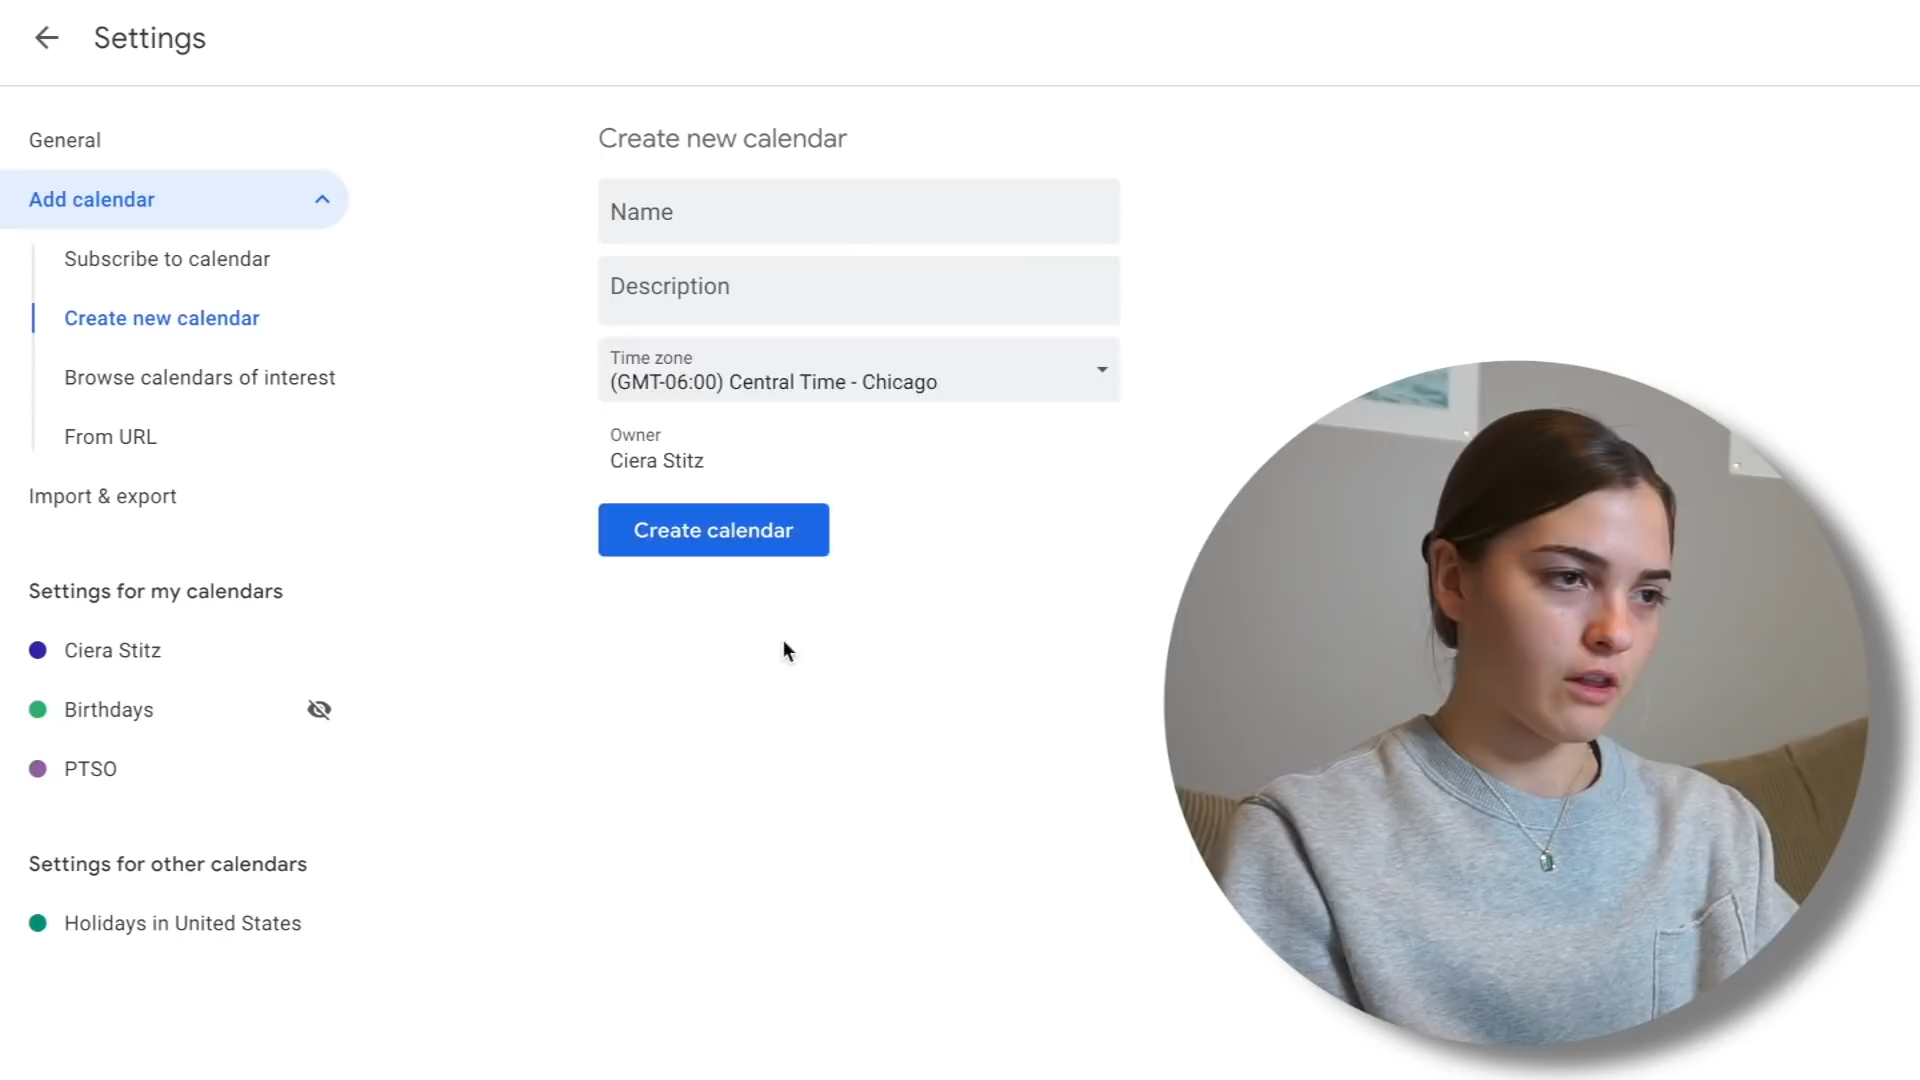 Settings
General
Add calendar
Subscribe to calendar
Create new calendar
Browse calendars of interest
From URL
Import & export
Settings for my calendars
Ciera Stitz
Birthdays
PTSO
Settings for other calendars
Holidays in United States
Create new calendar
Name
Description
Time zone
(GMT-06:00) Central Time - Chicago
Owner
Ciera Stitz
Create calendar